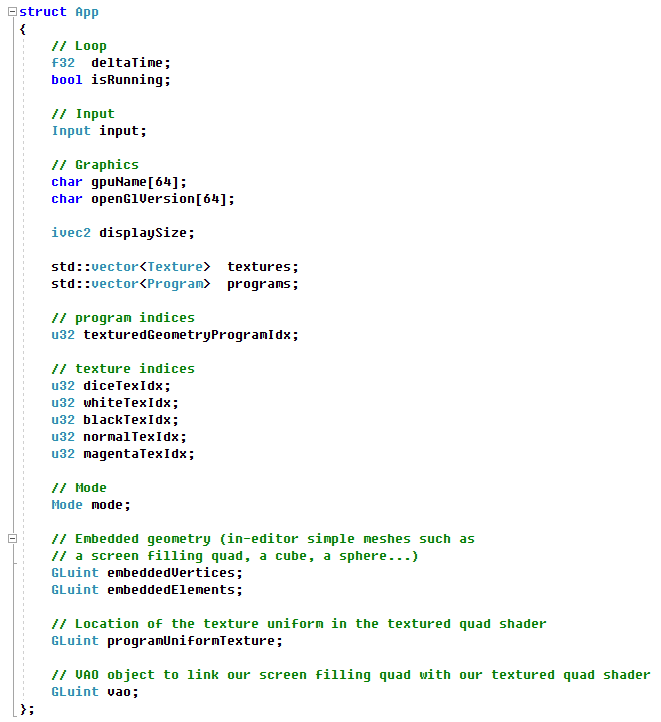 struct App
{
// Loop
f32  deltaTime;
bool isRunning;
// Input
Input input;
// Graphics
char gpuName[64];
char openGlVersion[64];
ivec2 displaySize;
std::vector<Texture>  textures;
std::vector<Program>  programs;
// program indices
u32 texturedGeometryProgramIdx;
// texture indices
u32 diceTexIdx;
u32 whiteTexIdx;
u32 blackTexIdx;
u32 normalTexIdx;
u32 magentaTexIdx;
// Mode
Mode mode;
// Embedded geometry (in-editor simple meshes such as
// a screen filling quad, a cube, a sphere...)
GLuint embeddedVertices;
GLuint embeddedElements;
// Location of the texture uniform in the textured quad shader
GLuint programUniformTexture;
// VAO object to link our screen filling quad with our textured quad shader
GLuint vao;
};